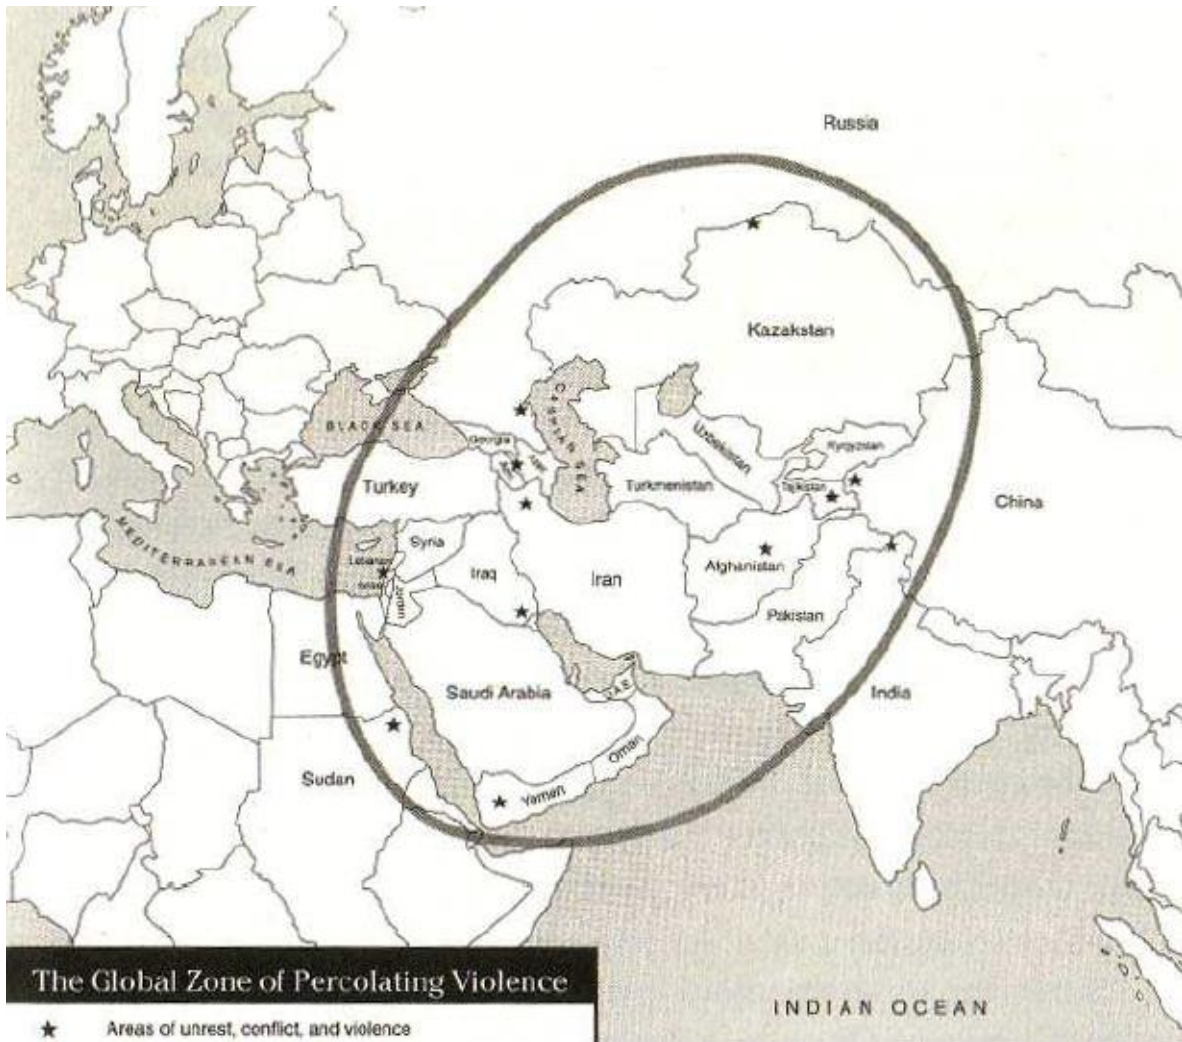 Russia
Kazakstan
CASPIAN SEA
BLACK SEA
Georgia
Uzbekistan
Kyrgyzstan
Turkey
Turkmenistan
Tajikistan
China
MEDITERRANEAN SEA
Syria
Lebanon
Israel
Jordan
Iraq
Iran
Afghanistan
Pakistan
Egypt
Saudi Arabia
U.A.E.
India
Oman
Sudan
Yemen
The Global Zone of Percolating Violence
Areas of unrest, conflict, and violence
INDIAN OCEAN